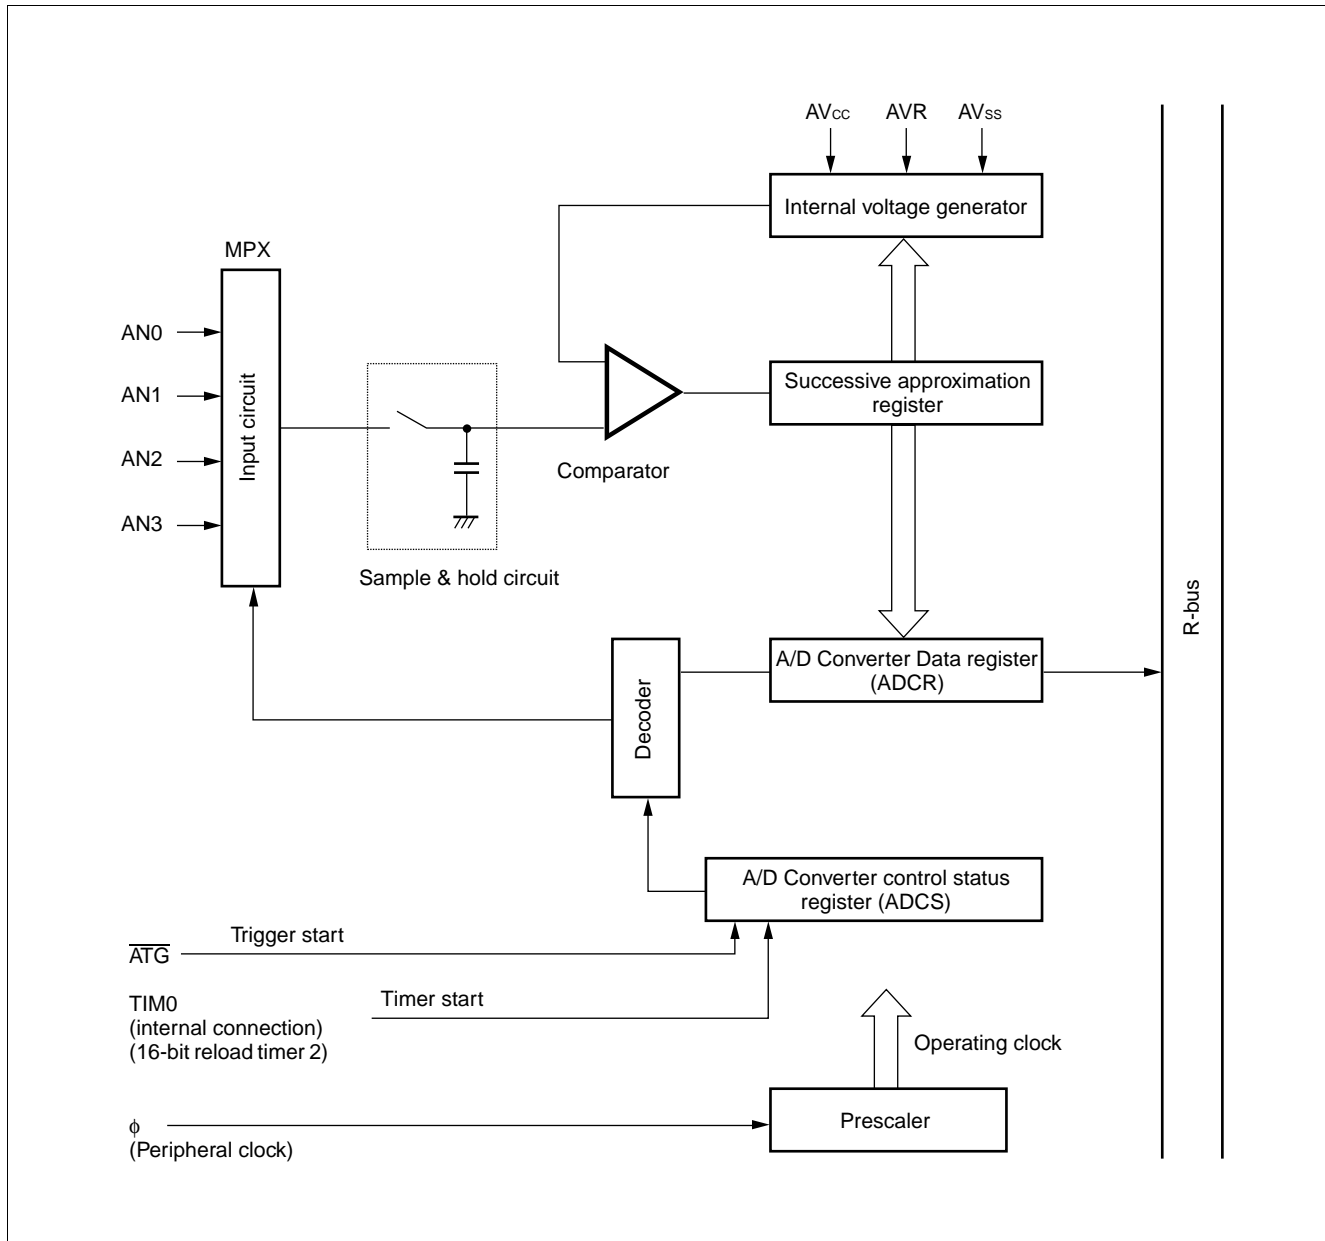 AVCC AVR AVSS
Internal voltage generator
MPX
AN0
AN1
AN2
AN3
Input circuit
Successive approximation
register
Comparator
Sample & hold circuit
R-bus
A/D Converter Data register
(ADCR)
Decoder
A/D Converter control status
register (ADCS)
Trigger start
ATG
Timer start
TIM0
(internal connection)
(16-bit reload timer 2)
Operating clock
Prescaler
ϕ
(Peripheral clock)